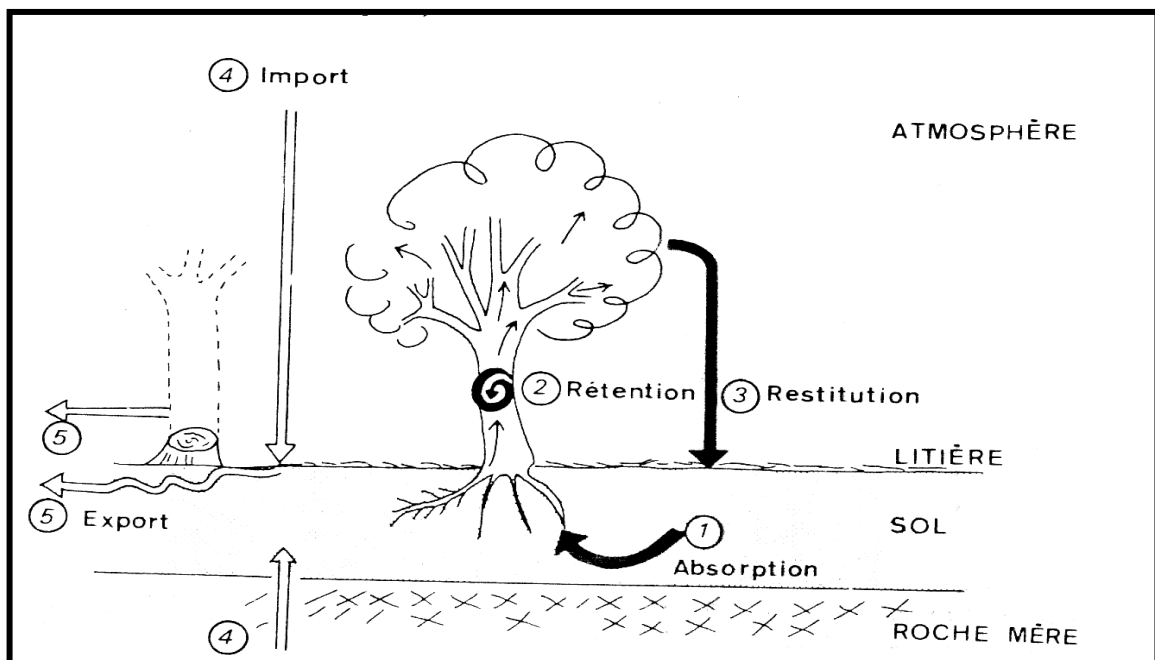 ④ Import
ATMOSPHÈRE
② Rétention
③ Restitution
⑤
LITIÈRE
⑤ Export
SOL
①
Absorption
④
ROCHE MÈRE